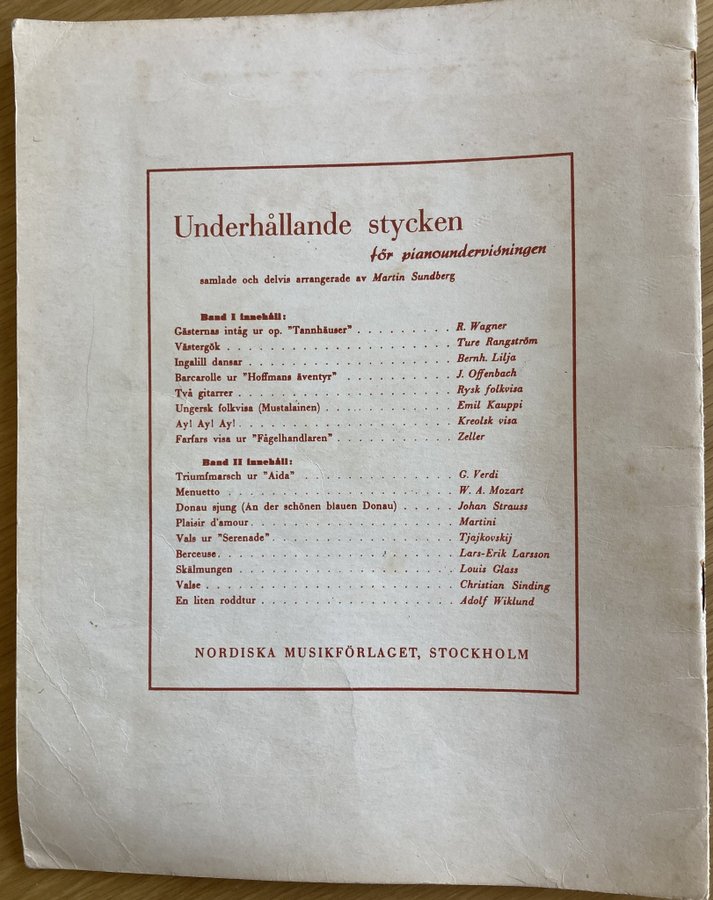 Underhållande stycken
för pianoundervisningen
samlade och delvis arrangerade av Martin Sundberg
Band I innehåll:
Gästernas intåg ur op. "Tannhäuser" . . . . . . . . . R. Wagner
Västergök . . . . . . . . . . . . . . . . . . . . . Ture Rangström
Ingalill dansar . . . . . . . . . . . . . . . . . . . Bernh. Lilja
Barcarolle ur "Hoffmans äventyr" . . . . . . . . . . J. Offenbach
Två gitarrer . . . . . . . . . . . . . . . . . . . . Rysk folkvisa
Ungersk folkvisa (Mustalainen) . . . . . . . . . . . . Emil Kauppi
Ay! Ay! Ay! . . . . . . . . . . . . . . . . . . . . Kreolsk visa
Farfars visa ur "Fågelhandlaren" . . . . . . . . . . Zeller
Band II innehåll:
Triumfmarsch ur "Aida" . . . . . . . . . . . . . . . G. Verdi
Menuetto . . . . . . . . . . . . . . . . . . . . . W. A. Mozart
Donau sjung (An der schönen blauen Donau) . . . . Johan Strauss
Plaisir d'amour . . . . . . . . . . . . . . . . . . . Martini
Vals ur "Serenade" . . . . . . . . . . . . . . . . . Tjajkovskij
Berceuse . . . . . . . . . . . . . . . . . . . . . . Lars-Erik Larsson
Skälmungen . . . . . . . . . . . . . . . . . . . . Louis Glass
Valse . . . . . . . . . . . . . . . . . . . . . . . Christian Sinding
En liten roddtur . . . . . . . . . . . . . . . . . . Adolf Wiklund
NORDISKA MUSIKFÖRLAGET, STOCKHOLM